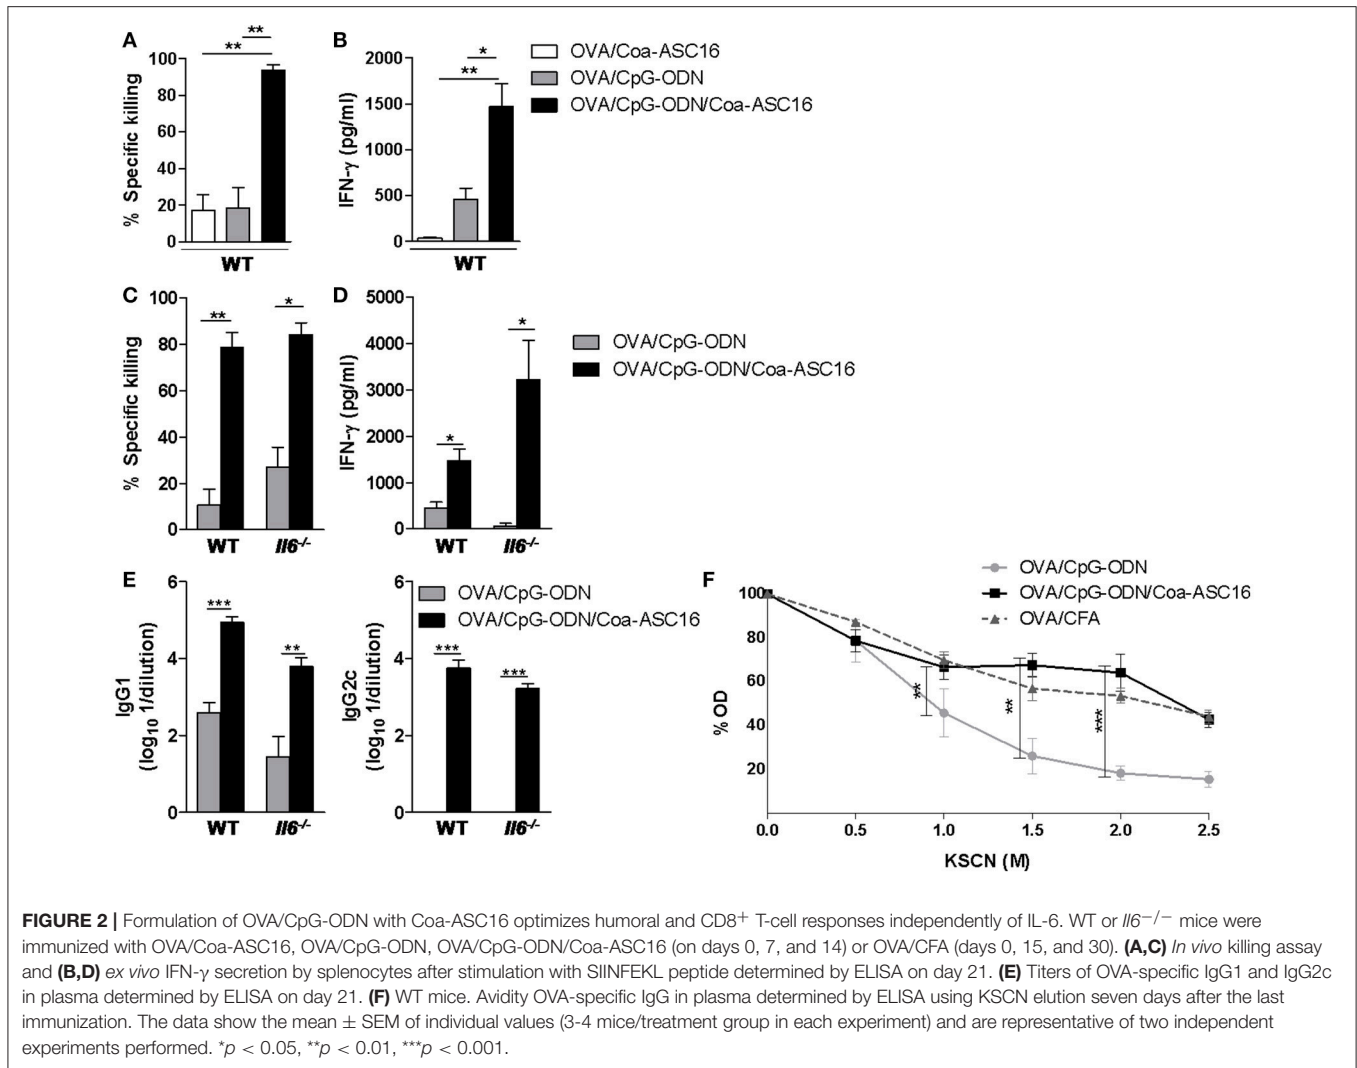 A
B
**
**
100
80
60
40
20
0
% Specific killing
WT
*
**
2000
1500
1000
500
0
IFN-γ (pg/ml)
WT
OVA/Coa-ASC16
OVA/CpG-ODN
OVA/CpG-ODN/Coa-ASC16
C
D
100
80
60
40
20
0
% Specific killing
**
*
WT Il6-/-
5000
4000
3000
2000
1000
0
IFN-γ (pg/ml)
*
*
WT Il6-/-
OVA/CpG-ODN
OVA/CpG-ODN/Coa-ASC16
E
6
4
2
0
IgG1
(log10 1/dilution)
***
**
WT Il6-/-
6
4
2
0
IgG2c
(log10 1/dilution)
***
***
WT Il6-/-
OVA/CpG-ODN
OVA/CpG-ODN/Coa-ASC16
F
OVA/CpG-ODN
OVA/CpG-ODN/Coa-ASC16
OVA/CFA
100
80
60
40
20
% OD
**
**
***
0.0 0.5 1.0 1.5 2.0 2.5
KSCN (M)
FIGURE 2 | Formulation of OVA/CpG-ODN with Coa-ASC16 optimizes humoral and CD8+ T-cell responses independently of IL-6. WT or Il6−/− mice were
immunized with OVA/Coa-ASC16, OVA/CpG-ODN, OVA/CpG-ODN/Coa-ASC16 (on days 0, 7, and 14) or OVA/CFA (days 0, 15, and 30). (A,C) In vivo killing assay
and (B,D) ex vivo IFN-γ secretion by splenocytes after stimulation with SIINFEKL peptide determined by ELISA on day 21. (E) Titers of OVA-specific IgG1 and IgG2c
in plasma determined by ELISA on day 21. (F) WT mice. Avidity OVA-specific IgG in plasma determined by ELISA using KSCN elution seven days after the last
immunization. The data show the mean ± SEM of individual values (3-4 mice/treatment group in each experiment) and are representative of two independent
experiments performed. *p < 0.05, **p < 0.01, ***p < 0.001.